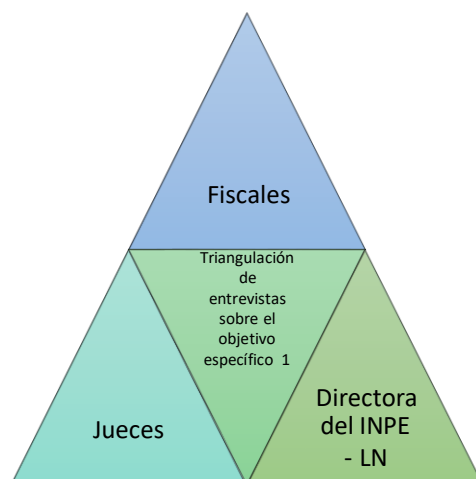 Fiscales
Triangulación
de
entrevistas
sobre el
objetivo
específico 1
Jueces
Directora
del INPE
- LN